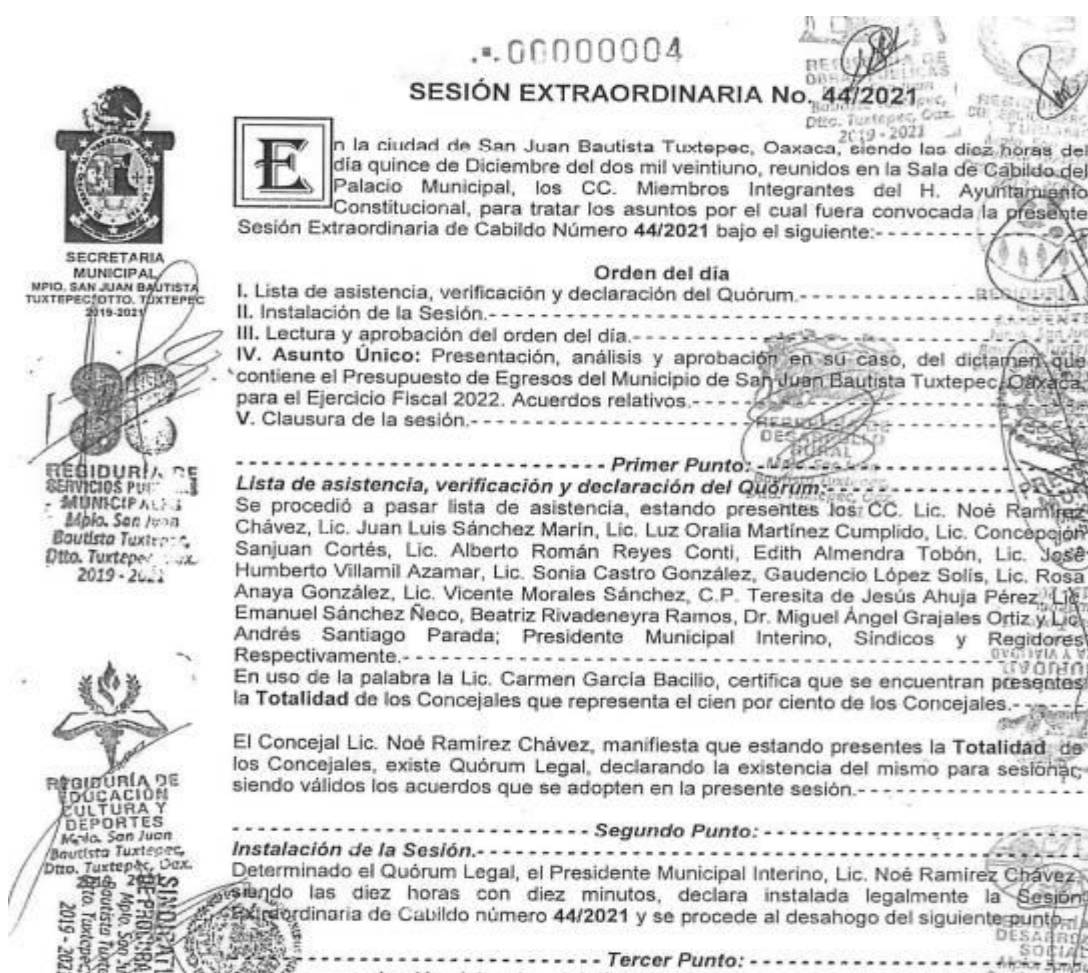 00000004
SESIÓN EXTRAORDINARIA No. 44/2021
En la ciudad de San Juan Bautista Tuxtepec, Oaxaca, siendo las diez horas del
día quince de Diciembre del dos mil veintiuno, reunidos en la Sala de Cabildo del
Palacio Municipal, los CC. Miembros Integrantes del H. Ayuntamiento
Constitucional, para tratar los asuntos por el cual fuera convocada la presente
Sesión Extraordinaria de Cabildo Número 44/2021 bajo el siguiente:- - - - - - - - - - - - - - -
SECRETARIA
MUNICIPAL
MPIO. SAN JUAN BAUTISTA
TUXTEPEC, DTTO. TUXTEPEC
2019-2021
Orden del día
I. Lista de asistencia, verificación y declaración del Quórum.- - - - - - - - - - - -
II. Instalación de la Sesión.- - - - - - - - - - - -
III. Lectura y aprobación del orden del día.- - - - - - - - - - - -
IV. Asunto Único: Presentación, análisis y aprobación en su caso, del dictamen que
contiene el Presupuesto de Egresos del Municipio de San Juan Bautista Tuxtepec, Oaxaca,
para el Ejercicio Fiscal 2022. Acuerdos relativos.- - - - - - - - - - - -
V. Clausura de la sesión.- - - - - - - - - - - -
REGIDURÍA DE
SERVICIOS
MUNICIPALES
Mpio. San Juan
Bautista Tuxtepec,
Dtto. Tuxtepec
2019 - 2021
- - - - - - - - - - - - Primer Punto: - - - - - - - - - - - -
Lista de asistencia, verificación y declaración del Quórum:- - - - - - - - - - - -
Se procedió a pasar lista de asistencia, estando presentes los CC. Lic. Noé Ramírez
Chávez, Lic. Juan Luis Sánchez Marín, Lic. Luz Oralia Martínez Cumplido, Lic. Concepción
Sanjuan Cortés, Lic. Alberto Román Reyes Conti, Edith Almendra Tobón, Lic. José
Humberto Villamil Azamar, Lic. Sonia Castro González, Gaudencio López Solís, Lic. Rosa
Anaya González, Lic. Vicente Morales Sánchez, C.P. Teresita de Jesús Ahuja Pérez, Lic.
Emanuel Sánchez Ñeco, Beatriz Rivadeneyra Ramos, Dr. Miguel Ángel Grajales Ortiz y Lic.
Andrés Santiago Parada; Presidente Municipal Interino, Síndicos y Regidores
Respectivamente.- - - - - - - - - - - -
En uso de la palabra la Lic. Carmen García Bacilio, certifica que se encuentran presentes
la Totalidad de los Concejales que representa el cien por ciento de los Concejales.- - - -
El Concejal Lic. Noé Ramírez Chávez, manifiesta que estando presentes la Totalidad de
los Concejales, existe Quórum Legal, declarando la existencia del mismo para sesionar,
siendo válidos los acuerdos que se adopten en la presente sesión.- - - - - - - - - - - -
REGIDURÍA DE
EDUCACIÓN
CULTURA Y
DEPORTES
Mpio. San Juan
Bautista Tuxtepec,
Dtto. Tuxtepec, Oax.
- - - - - - - - - - - - Segundo Punto: - - - - - - - - - - - -
Instalación de la Sesión.- - - - - - - - - - - -
Determinado el Quórum Legal, el Presidente Municipal Interino, Lic. Noé Ramírez Chávez
siendo las diez horas con diez minutos, declara instalada legalmente la Sesión
Extraordinaria de Cabildo número 44/2021 y se procede al desahogo del siguiente punto.-
- - - - - - - - - - - - Tercer Punto: - - - - - - - - - - - -